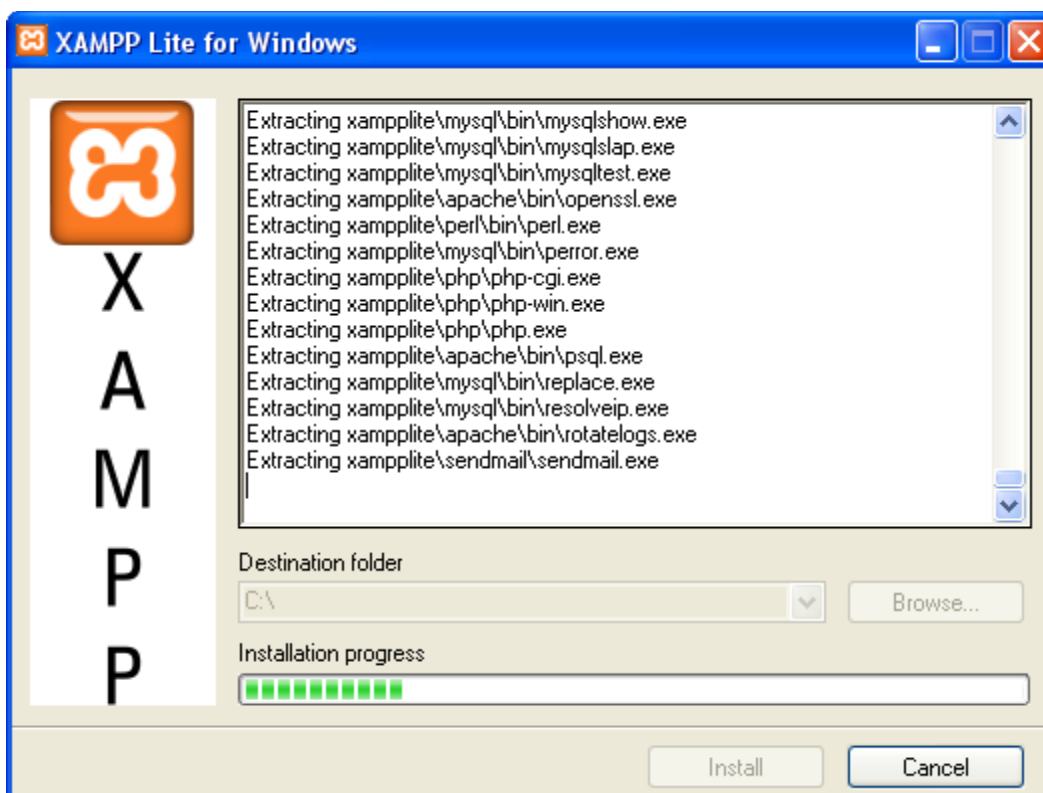 XAMPP Lite for Windows
Extracting xampplite\mysql\bin\mysqlshow.exe
Extracting xampplite\mysql\bin\mysqlslap.exe
Extracting xampplite\mysql\bin\mysqltest.exe
Extracting xampplite\apache\bin\openssl.exe
Extracting xampplite\perl\bin\perl.exe
Extracting xampplite\mysql\bin\perror.exe
Extracting xampplite\php\php-cgi.exe
Extracting xampplite\php\php-win.exe
Extracting xampplite\php\php.exe
Extracting xampplite\apache\bin\psql.exe
Extracting xampplite\mysql\bin\replace.exe
Extracting xampplite\mysql\bin\resolveip.exe
Extracting xampplite\apache\bin\rotatelogs.exe
Extracting xampplite\sendmail\sendmail.exe
X
A
M
P
P
Destination folder
C:\
Browse...
Installation progress
Install
Cancel